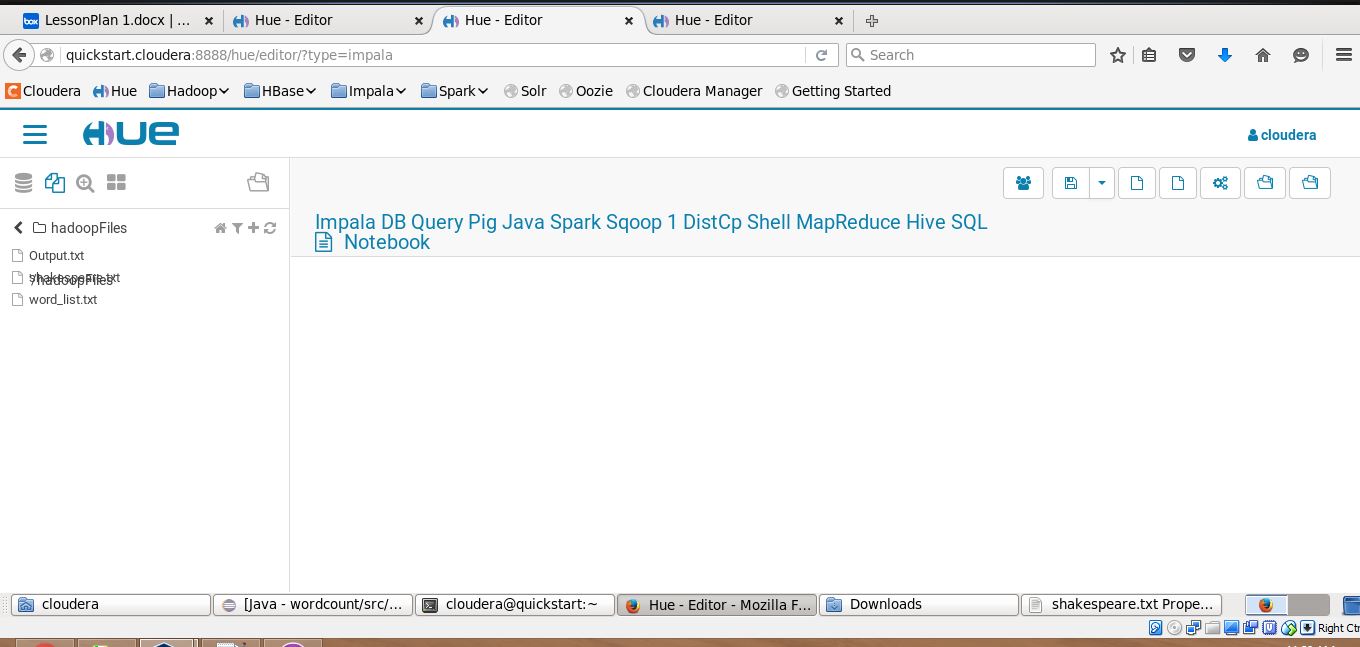 LessonPlan 1.docx | ...
Hue - Editor
Hue - Editor
Hue - Editor
quickstart.cloudera:8888/hue/editor/?type=impala
Search
Cloudera Hue Hadoop HBase Impala Spark Solr Oozie Cloudera Manager Getting Started
HUE
cloudera
hadoopFiles
Impala DB Query Pig Java Spark Sqoop 1 DistCp Shell MapReduce Hive SQL
Notebook
Output.txt
shakespeare.txt
/hadoopFiles
word_list.txt
cloudera
[Java - wordcount/src/...
cloudera@quickstart:~
Hue - Editor - Mozilla F...
Downloads
shakespeare.txt Prope...
Right Ctr